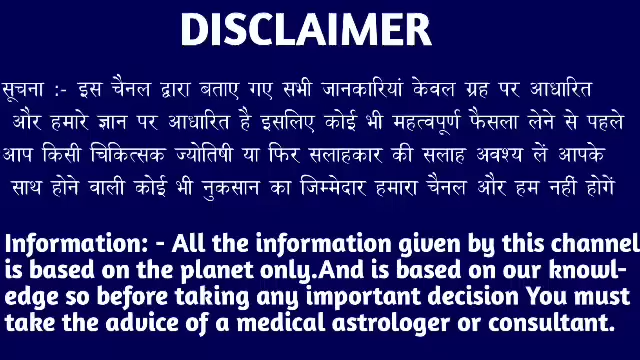 DISCLAIMER
सूचना :- इस चैनल द्वारा बताए गए सभी जानकारियां केवल ग्रह पर आधारित
और हमारे ज्ञान पर आधारित है इसलिए कोई भी महत्वपूर्ण फैसला लेने से पहले
आप किसी चिकित्सक ज्योतिषी या फिर सलाहकार की सलाह अवश्य लें आपके
साथ होने वाली कोई भी नुकसान का जिम्मेदार हमारा चैनल और हम नहीं होगें
Information: - All the information given by this channel
is based on the planet only.And is based on our knowl-
edge so before taking any important decision You must
take the advice of a medical astrologer or consultant.